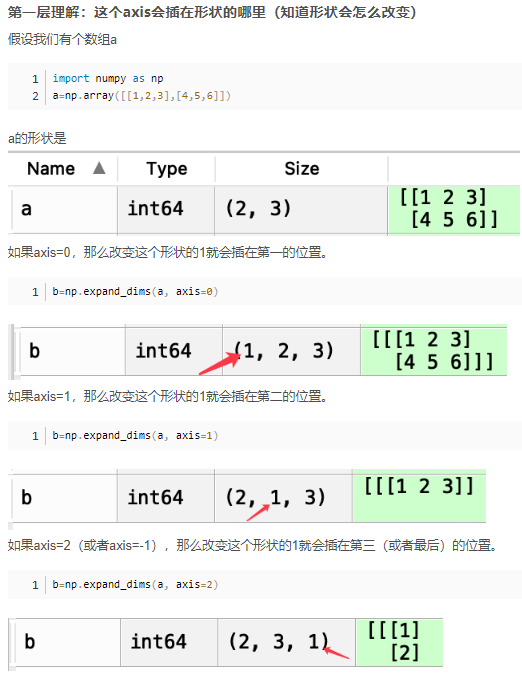 第一层理解：这个axis会插在形状的哪里（知道形状会怎么改变）
假设我们有个数组a
1 import numpy as np
2 a=np.array([[1,2,3],[4,5,6]])
a的形状是
Name ▲ Type Size
a int64 (2, 3) [[1 2 3]
[4 5 6]]
如果axis=0，那么改变这个形状的1就会插在第一的位置。
1 b=np.expand_dims(a, axis=0)
b int64 (1, 2, 3) [[[1 2 3]
[4 5 6]]]
如果axis=1，那么改变这个形状的1就会插在第二的位置。
1 b=np.expand_dims(a, axis=1)
b int64 (2, 1, 3) [[[1 2 3]]
如果axis=2（或者axis=-1），那么改变这个形状的1就会插在第三（或者最后）的位置。
1 b=np.expand_dims(a, axis=2)
b int64 (2, 3, 1) [[[1]
[2]